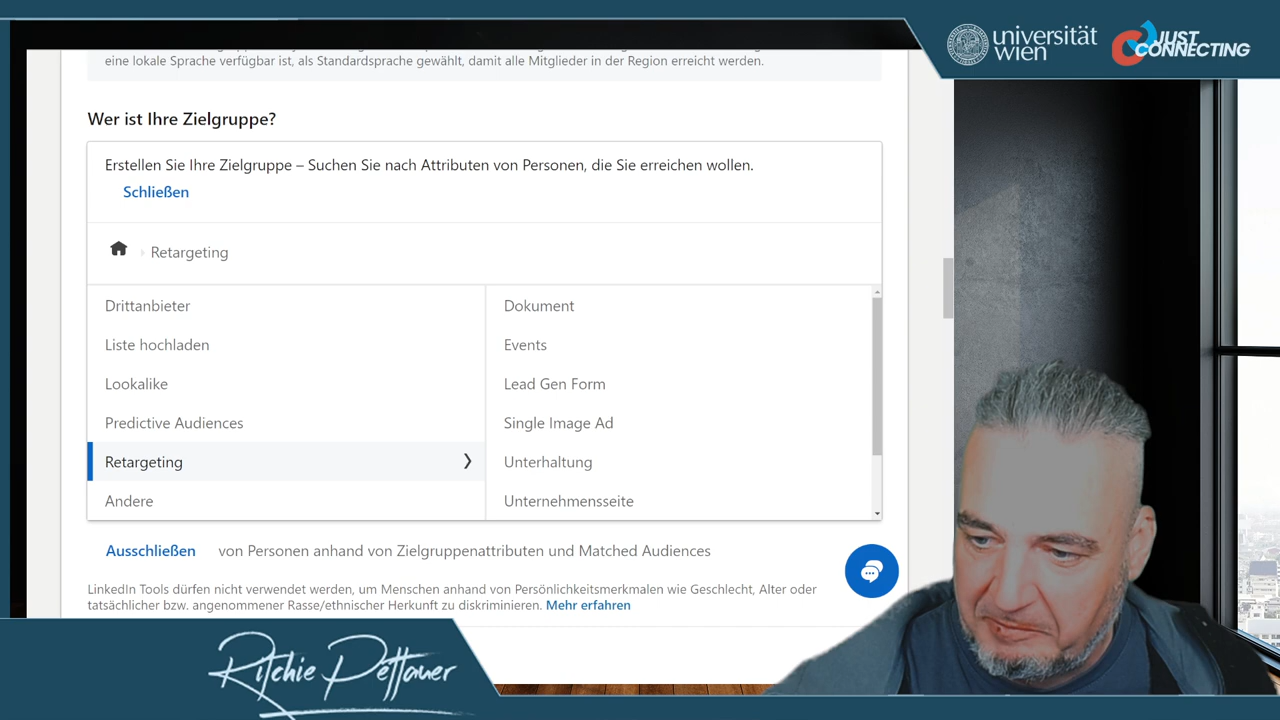 universität
wien
JUST
CONNECTING
eine lokale Sprache verfügbar ist, als Standardsprache gewählt, damit alle Mitglieder in der Region erreicht werden.
Wer ist Ihre Zielgruppe?
Erstellen Sie Ihre Zielgruppe – Suchen Sie nach Attributen von Personen, die Sie erreichen wollen.
Schließen
Retargeting
Drittanbieter
Dokument
Liste hochladen
Events
Lookalike
Lead Gen Form
Predictive Audiences
Single Image Ad
Retargeting
Unterhaltung
Andere
Unternehmensseite
Ausschließen von Personen anhand von Zielgruppenattributen und Matched Audiences
LinkedIn Tools dürfen nicht verwendet werden, um Menschen anhand von Persönlichkeitsmerkmalen wie Geschlecht, Alter oder
tatsächlicher bzw. angenommener Rasse/ethnischer Herkunft zu diskriminieren. Mehr erfahren
Ritchie Pettauer